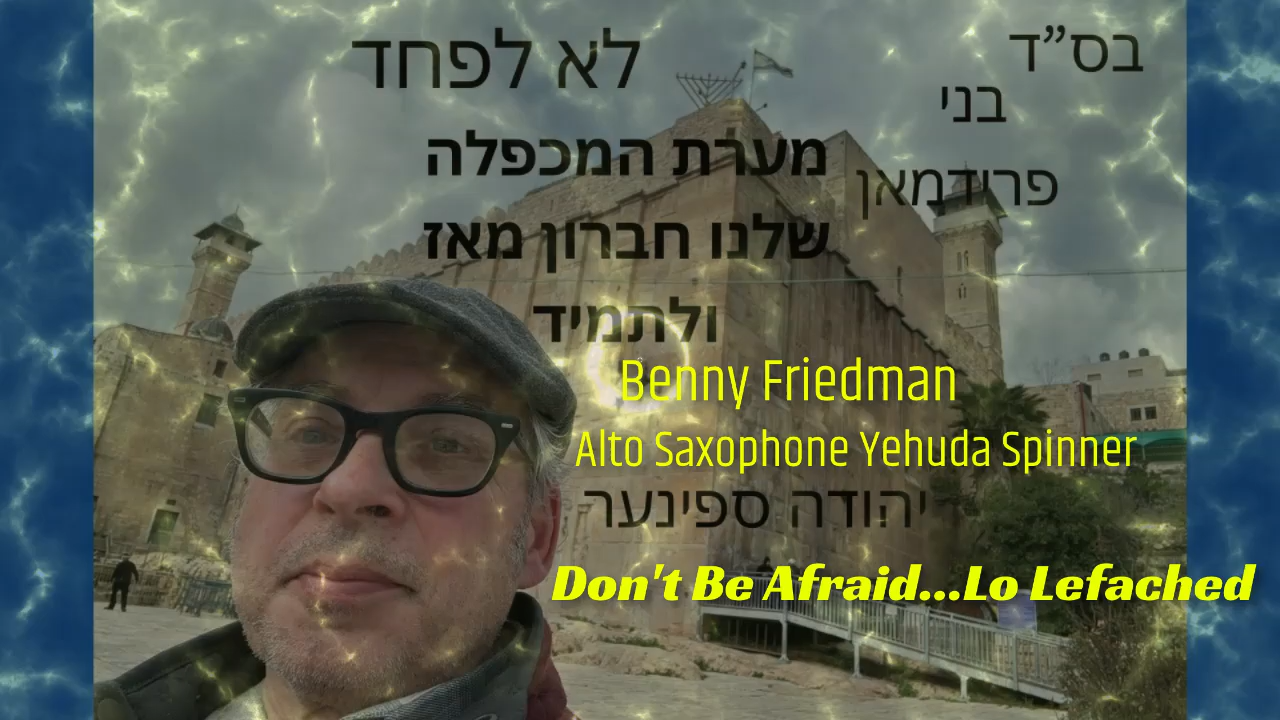 בס”ד
לא לפחד
בני
פרידמאן
מערת המכפלה
שלנו חברון מאז
ולתמיד
Benny Friedman
Alto Saxophone Yehuda Spinner
יהודה ספינער
Don't Be Afraid...Lo Lefached